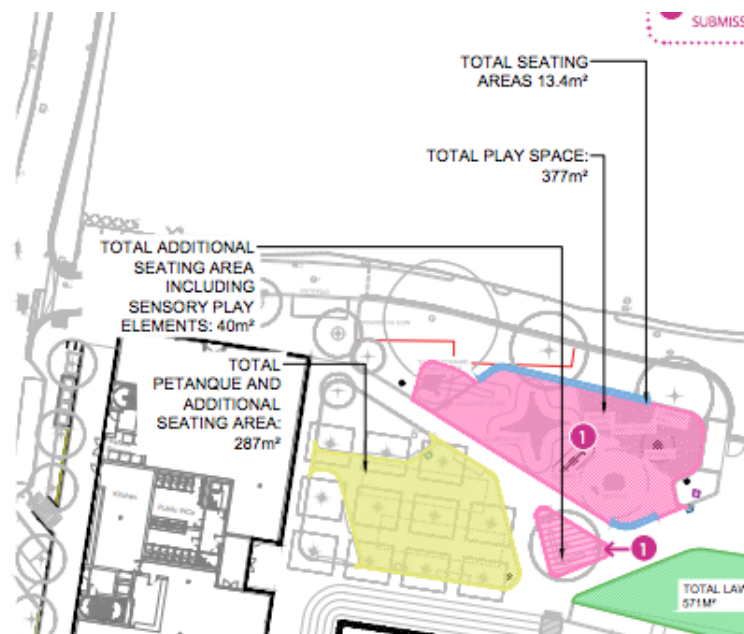 SUBMISS
TOTAL SEATING
AREAS 13.4m²
TOTAL PLAY SPACE:
377m²
TOTAL ADDITIONAL
SEATING AREA
INCLUDING
SENSORY PLAY
ELEMENTS: 40m²
TOTAL
PETANQUE AND
ADDITIONAL
SEATING AREA:
287m²
1
1
TOTAL LAW
571M²